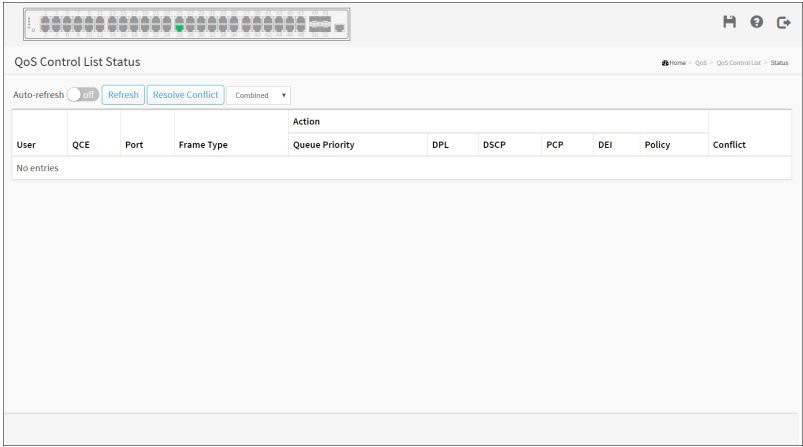 QoS Control List Status
Home > QoS > QoS Control List > Status
Auto-refresh off Refresh Resolve Conflict Combined
Action
User QCE Port Frame Type Queue Priority DPL DSCP PCP DEI Policy Conflict
No entries